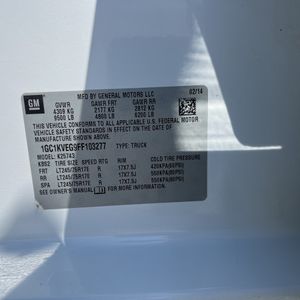 GM
MFD BY GENERAL MOTORS LLC
02/14
GVWR GAWR FRT GAWR RR
4309 KG 2177 KG 2812 KG
9500 LB 4800 LB 6200 LB
THIS VEHICLE CONFORMS TO ALL
APPLICABLE U.S. FEDERAL MOTOR
VEHICLE SAFETY STANDARDS
IN EFFECT ON THE DATE OF
MANUFACTURE SHOWN ABOVE.
1GC1KVEG9FF103277
TYPE: TRUCK
MODEL: K25743
TIRE SIZE SPEED RTG RIM COLD TIRE PRESSURE
FRT LT245/75R17E R 17X7.5J
RR LT245/75R17E R 17X7.5J 550KPA(80PSI)
SPA LT245/75R17E R 17X7.5J 550KPA(80PSI)
SEE OWNER'S MANUAL FOR MORE INFORMATION.